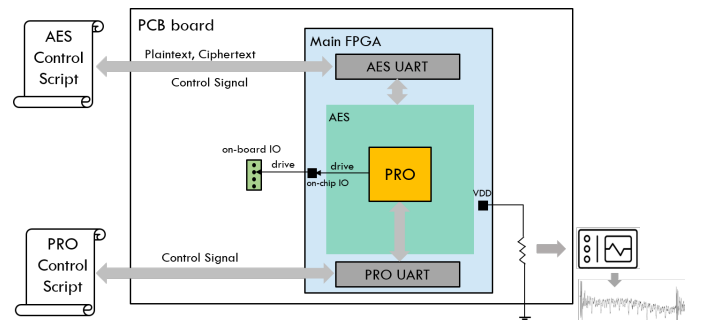 PCB board
AES
Control
Script
Plaintext, Ciphertext
Control Signal
Main FPGA
AES UART
AES
on-board IO
drive
drive
on-chip IO
PRO
VDD
PRO
Control
Script
Control Signal
PRO UART